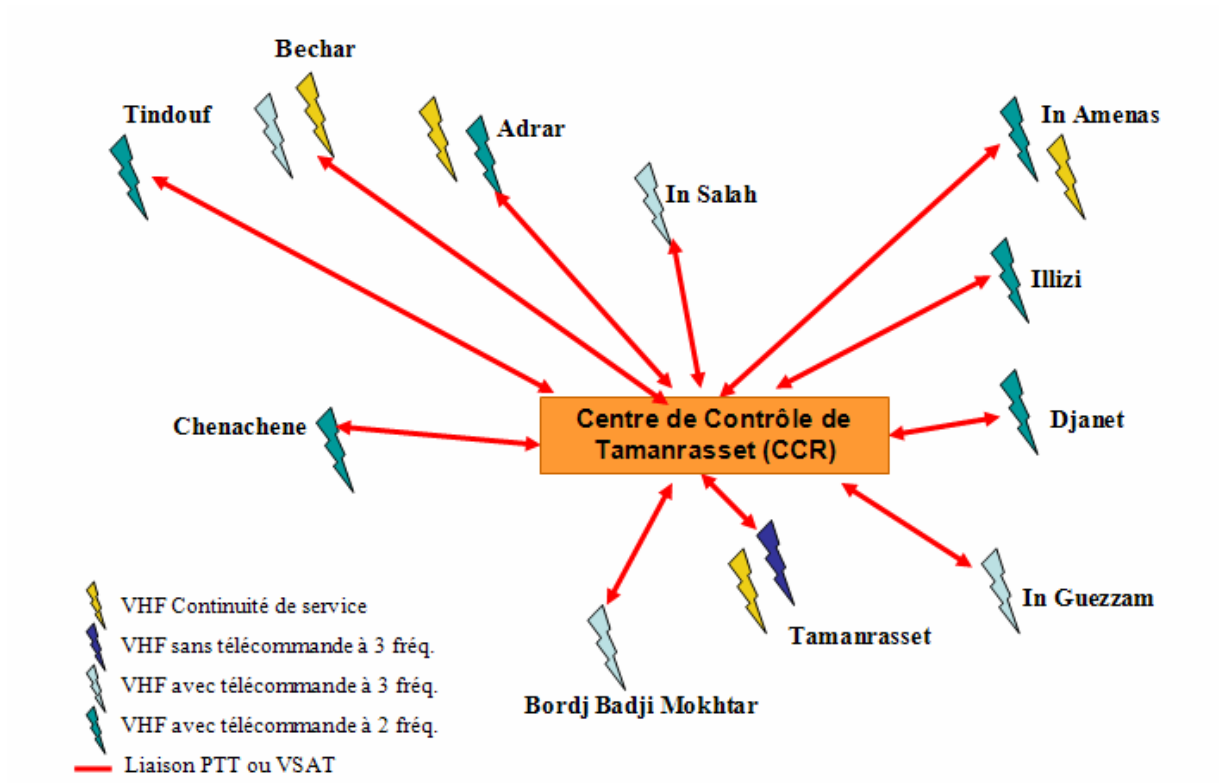 Bechar
Tindouf
Adrar
In Amenas
In Salah
Illizi
Chenachene
Centre de Contrôle de
Tamanrasset (CCR)
Djanet
In Guezzam
Tamanrasset
Bordj Badji Mokhtar
VHF Continuité de service
VHF sans télécommande à 3 fréq.
VHF avec télécommande à 3 fréq.
VHF avec télécommande à 2 fréq.
Liaison PTT ou VSAT